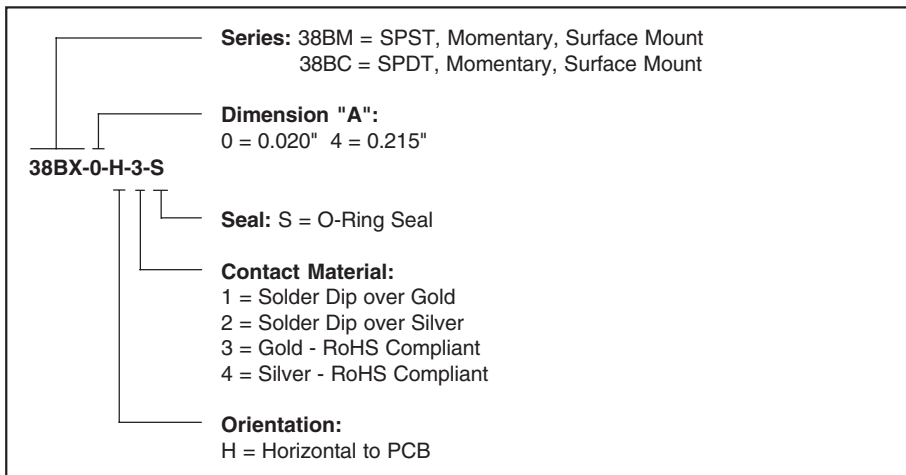 Series: 38BM = SPST, Momentary, Surface Mount
38BC = SPDT, Momentary, Surface Mount
Dimension "A":
0 = 0.020" 4 = 0.215"
38BX-0-H-3-S
Seal: S = O-Ring Seal
Contact Material:
1 = Solder Dip over Gold
2 = Solder Dip over Silver
3 = Gold - RoHS Compliant
4 = Silver - RoHS Compliant
Orientation:
H = Horizontal to PCB